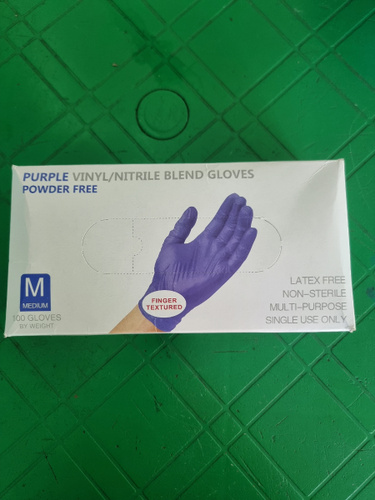 PURPLE VINYL/NITRILE BLEND GLOVES
POWDER FREE
M
MEDIUM
100 GLOVES
BY WEIGHT
FINGER
TEXTURED
LATEX FREE
NON-STERILE
MULTI-PURPOSE
SINGLE USE ONLY